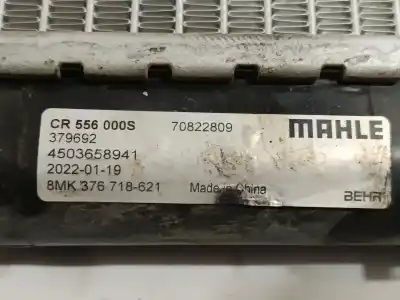 CR 556 000S 70822809 MAHLE
379692
4503658941
2022-01-19
8MK 376 718-621 Made in China BEHR